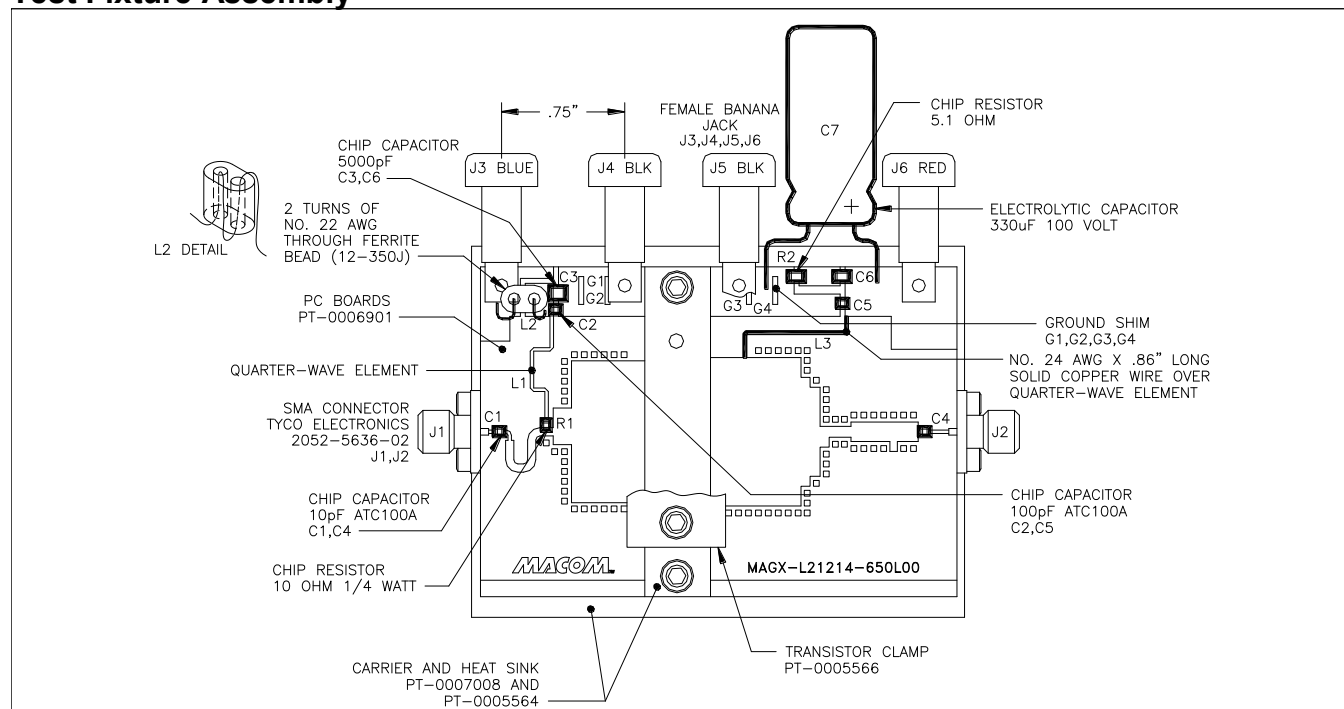 Test Fixture Assembly
.75"
FEMALE BANANA
JACK
J3,J4,J5,J6
C7
CHIP RESISTOR
5.1 OHM
CHIP CAPACITOR
5000pF
C3,C6
J3 BLUE
J4 BLK
J5 BLK
J6 RED
L2 DETAIL
2 TURNS OF
NO. 22 AWG
THROUGH FERRITE
BEAD (12-350J)
+
ELECTROLYTIC CAPACITOR
330uF 100 VOLT
R2
C3
G1
C6
G2
G3
G4
C5
L2
C2
PC BOARDS
PT-0006901
GROUND SHIM
G1,G2,G3,G4
L3
NO. 24 AWG X .86" LONG
SOLID COPPER WIRE OVER
QUARTER-WAVE ELEMENT
QUARTER-WAVE ELEMENT
L1
SMA CONNECTOR
TYCO ELECTRONICS
2052-5636-02
J1,J2
J1
C1
R1
C4
J2
CHIP CAPACITOR
10pF ATC100A
C1,C4
CHIP CAPACITOR
100pF ATC100A
C2,C5
CHIP RESISTOR
10 OHM 1/4 WATT
MACOM
MAGX-L21214-650L00
TRANSISTOR CLAMP
PT-0005566
CARRIER AND HEAT SINK
PT-0007008 AND
PT-0005564